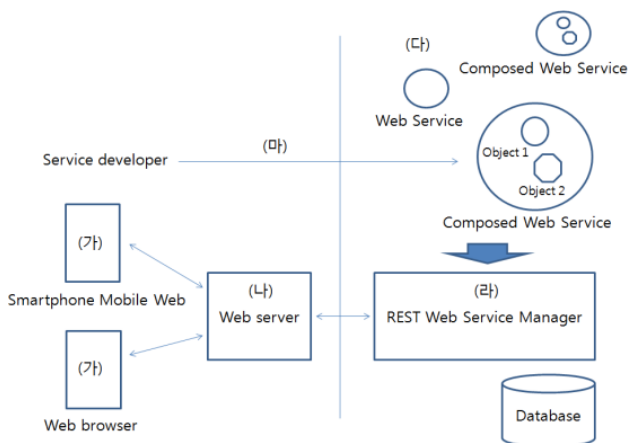 (다)
Composed Web Service
Web Service
(마)
Service developer
Object 1
Object 2
Composed Web Service
(가)
Smartphone Mobile Web
(나)
Web server
(라)
REST Web Service Manager
(가)
Web browser
Database